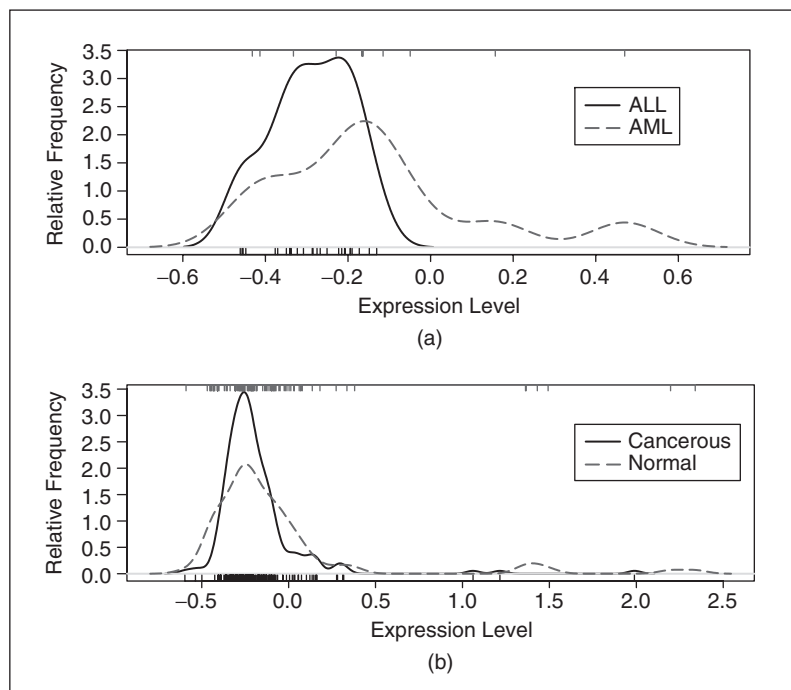 3.5
3.0
2.5
2.0
1.5
1.0
0.5
0.0
Relative Frequency
ALL
AML
−0.6 −0.4 −0.2 0.0 0.2 0.4 0.6
Expression Level
(a)
3.5
3.0
2.5
2.0
1.5
1.0
0.5
0.0
Relative Frequency
Cancerous
Normal
−0.5 0.0 0.5 1.0 1.5 2.0 2.5
Expression Level
(b)